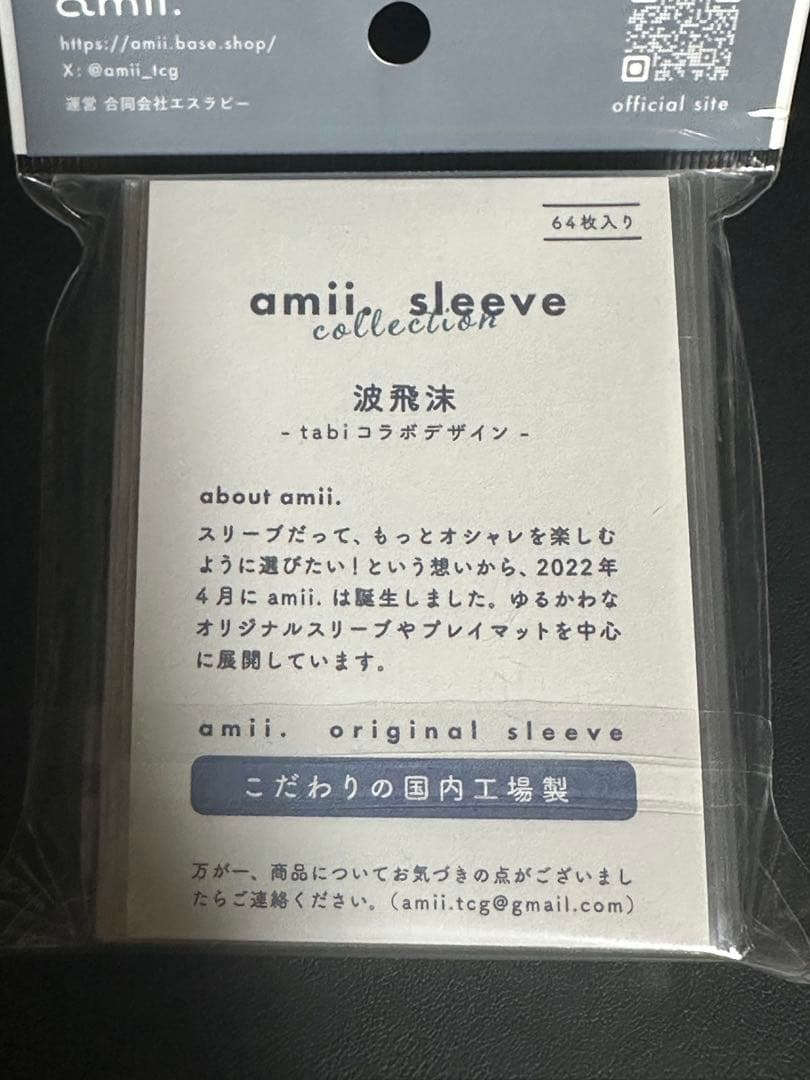 amii.
https://amii.base.shop/
X: @amii_tcg
運営 合同会社エスラビー
official site
64枚入り
amii. sleeve
collection
波飛沫
- tabiコラボデザイン -
about amii.
スリーブだって、もっとオシャレを楽しむ
ように選びたい！という想いから、2022年
4月に amii. は誕生しました。ゆるかわな
オリジナルスリーブやプレイマットを中心
に展開しています。
amii. original sleeve
こだわりの国内工場製
万が一、商品についてお気づきの点がございまし
たらご連絡ください。（amii.tcg@gmail.com）